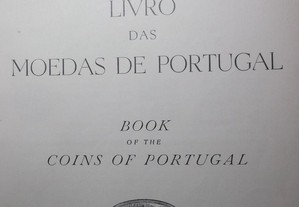 LIVRO
DAS
MOEDAS DE PORTUGAL
BOOK
OF THE
COINS OF PORTUGAL